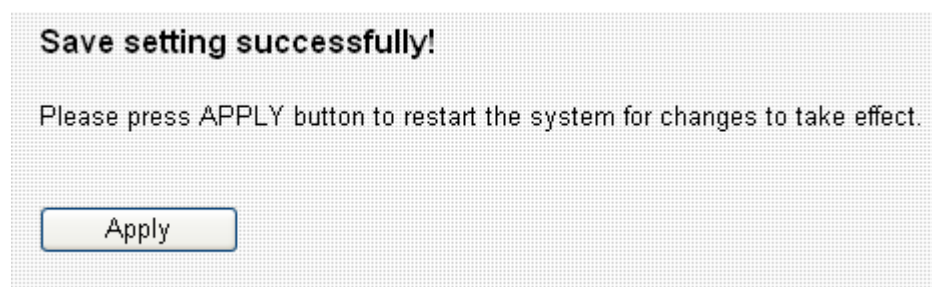 Save setting successfully!
Please press APPLY button to restart the system for changes to take effect.
Apply